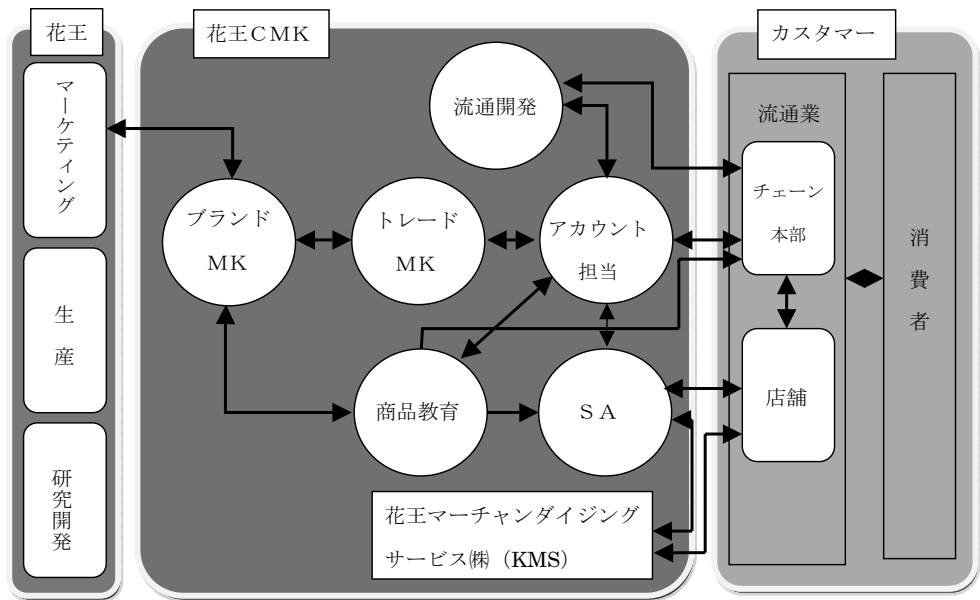 花王
マーケティング
生産
研究開発
花王ＣＭＫ
流通開発
ブランド
MK
トレード
MK
アカウント
担当
商品教育
ＳＡ
花王マーチャンダイジング
サービス㈱（KMS）
カスタマー
流通業
チェーン
本部
店舗
消費者